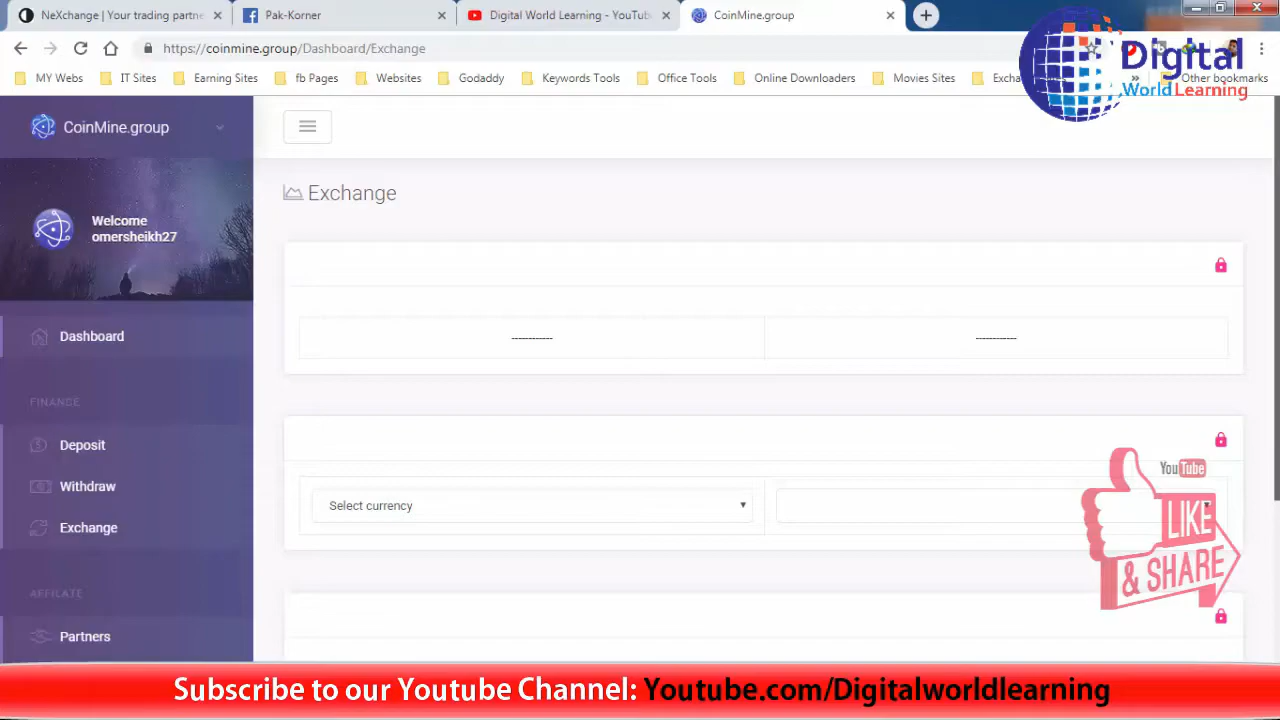 NeXchange | Your trading partne
Pak-Korner
Digital World Learning - YouTub
CoinMine.group
https://coinmine.group/Dashboard/Exchange
MY Webs
IT Sites
Earning Sites
fb Pages
Websites
Godaddy
Keywords Tools
Office Tools
Online Downloaders
Movies Sites
Other bookmarks
Digital
WorldLearning
CoinMine.group
Welcome
omersheikh27
Exchange
------------
------------
Dashboard
FINANCE
Deposit
Withdraw
Exchange
Select currency
AFFILIATE
Partners
YouTube
LIKE
& SHARE
Subscribe to our Youtube Channel: Youtube.com/Digitalworldlearning